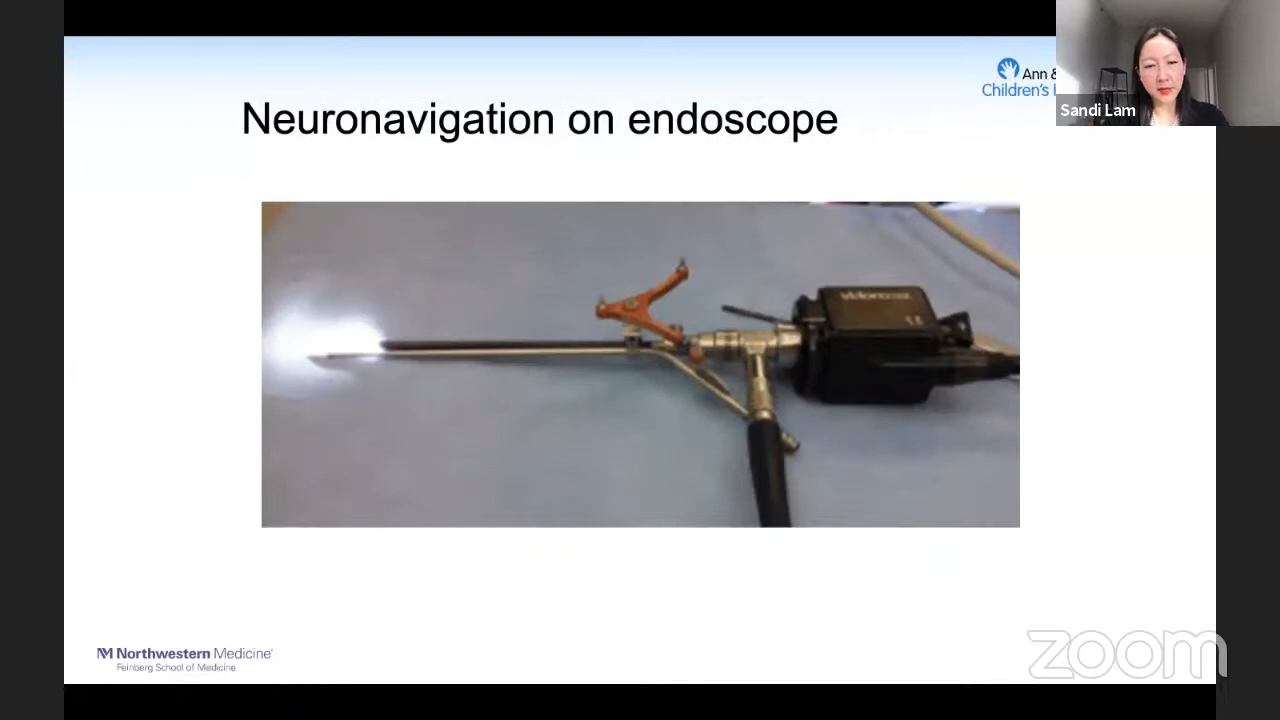 Neuronavigation on endoscope
Ann &
Children's
Sandi Lam
Northwestern Medicine
Feinberg School of Medicine
zoom